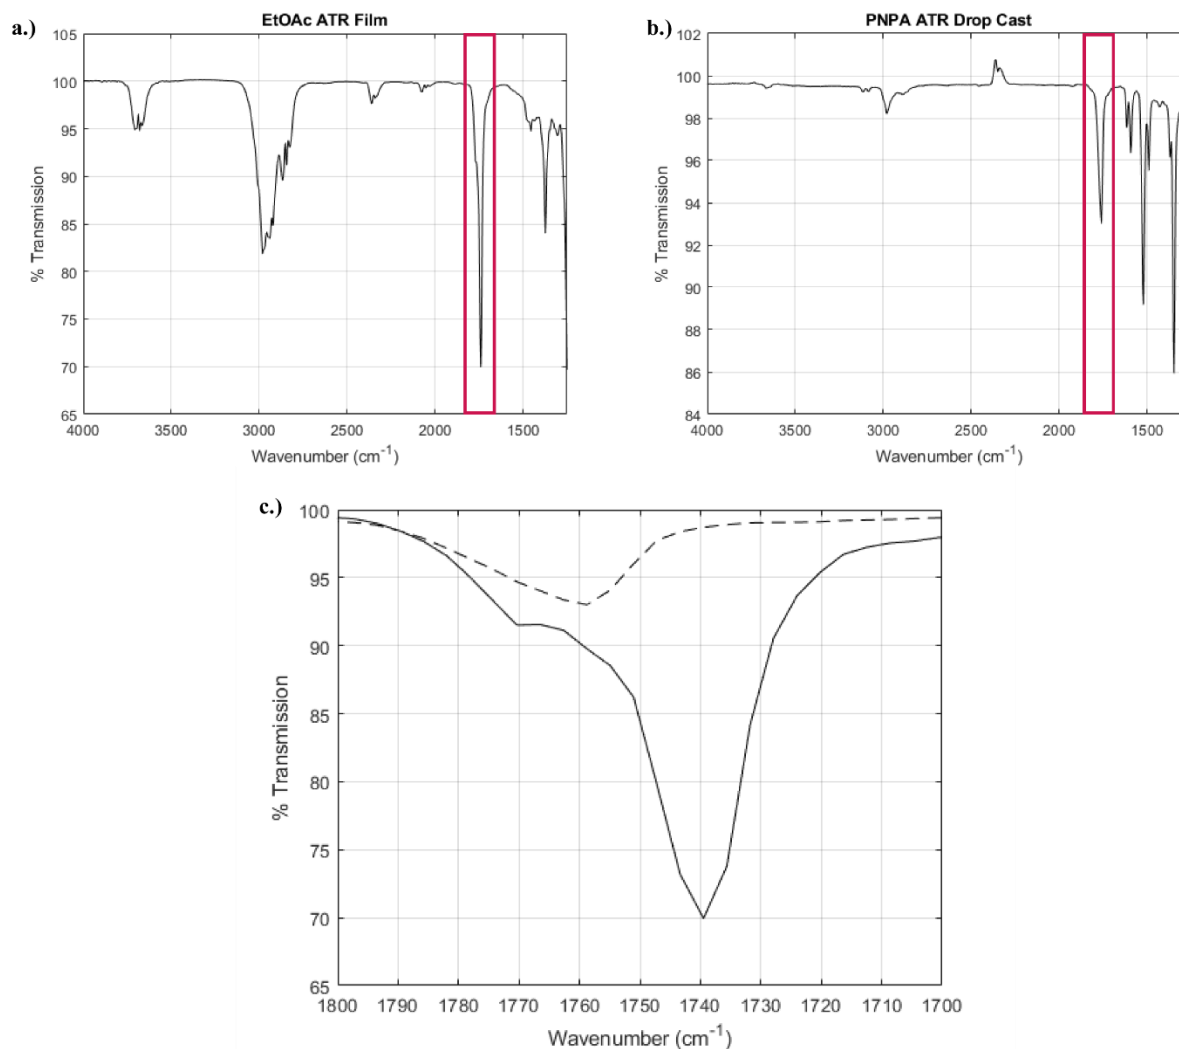 a.)
EtOAc ATR Film
105
100
95
90
85
80
75
70
65
% Transmission
4000 3500 3000 2500 2000 1500
Wavenumber (cm-1)
b.)
PNPA ATR Drop Cast
102
100
98
96
94
92
90
88
86
84
% Transmission
4000 3500 3000 2500 2000 1500
Wavenumber (cm-1)
c.)
100
95
90
85
80
75
70
65
% Transmission
1800 1790 1780 1770 1760 1750 1740 1730 1720 1710 1700
Wavenumber (cm-1)